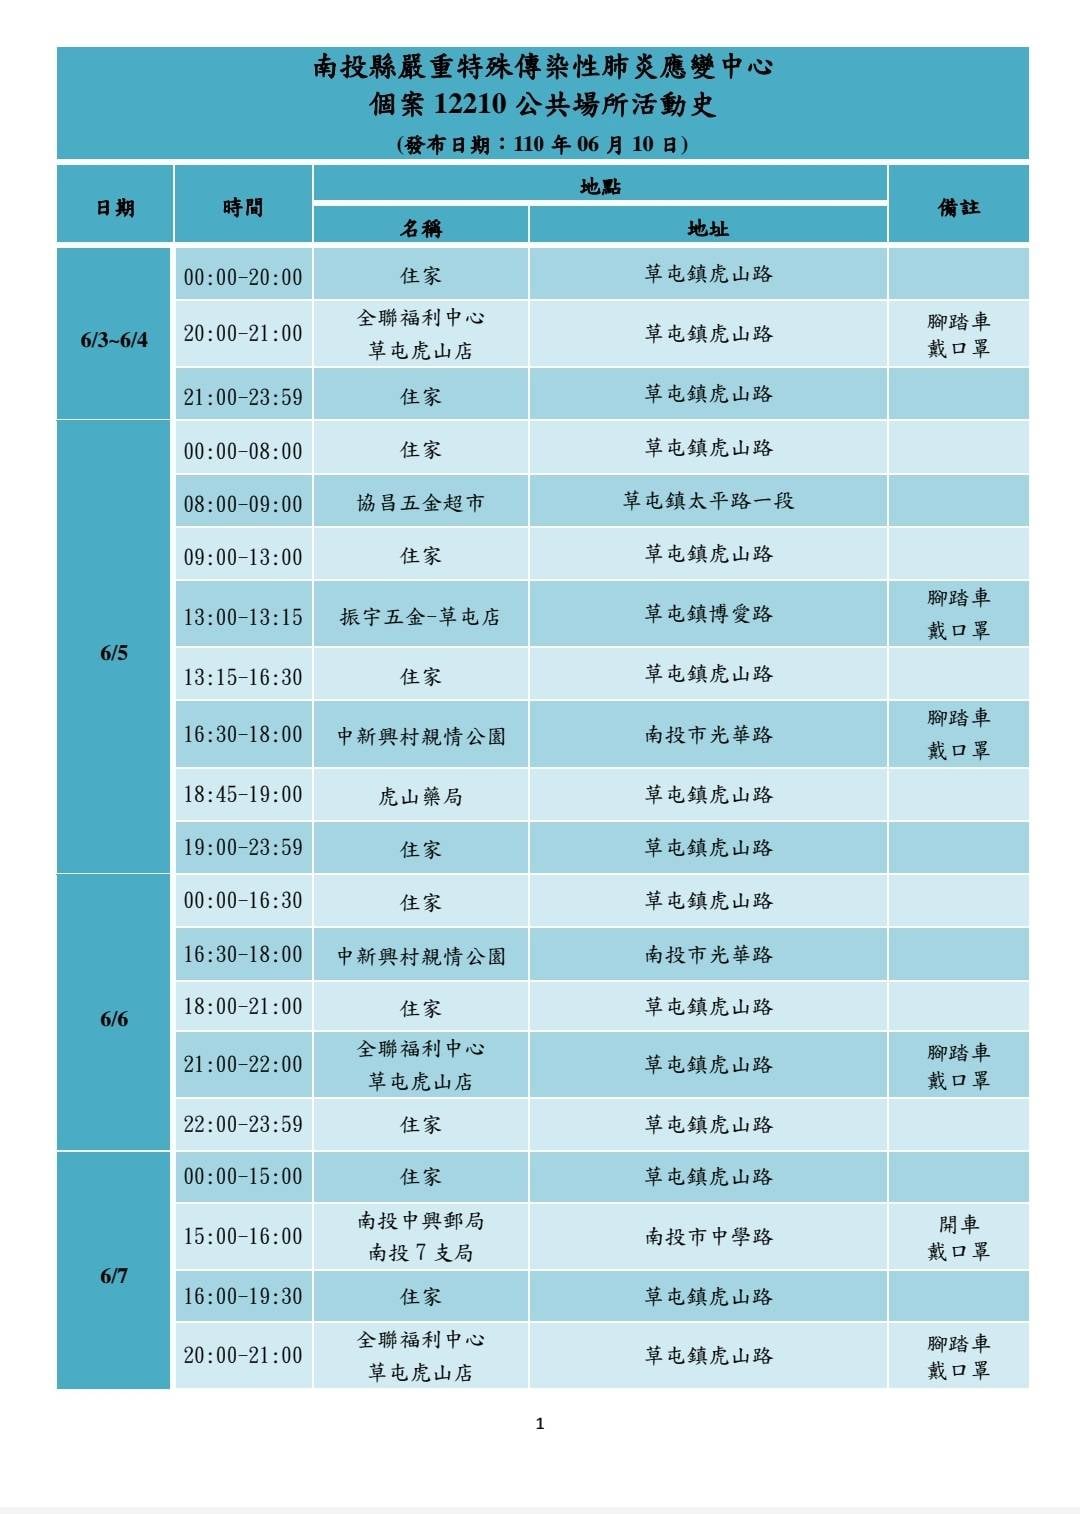 南投縣嚴重特殊傳染性肺炎應變中心
個案 12210 公共場所活動史
(發布日期：110 年 06 月 10 日)
日期 時間 地點 備註
名稱 地址
6/3~6/4
00:00-20:00 住家 草屯鎮虎山路
20:00-21:00 全聯福利中心 草屯虎山店 草屯鎮虎山路 腳踏車 戴口罩
21:00-23:59 住家 草屯鎮虎山路
6/5
00:00-08:00 住家 草屯鎮虎山路
08:00-09:00 協昌五金超市 草屯鎮太平路一段
09:00-13:00 住家 草屯鎮虎山路
13:00-13:15 振宇五金-草屯店 草屯鎮博愛路 腳踏車 戴口罩
13:15-16:30 住家 草屯鎮虎山路
16:30-18:00 中新興村親情公園 南投市光華路 腳踏車 戴口罩
18:45-19:00 虎山藥局 草屯鎮虎山路
19:00-23:59 住家 草屯鎮虎山路
6/6
00:00-16:30 住家 草屯鎮虎山路
16:30-18:00 中新興村親情公園 南投市光華路
18:00-21:00 住家 草屯鎮虎山路
21:00-22:00 全聯福利中心 草屯虎山店 草屯鎮虎山路 腳踏車 戴口罩
22:00-23:59 住家 草屯鎮虎山路
6/7
00:00-15:00 住家 草屯鎮虎山路
15:00-16:00 南投中興郵局 南投 7 支局 南投市中學路 開車 戴口罩
16:00-19:30 住家 草屯鎮虎山路
20:00-21:00 全聯福利中心 草屯虎山店 草屯鎮虎山路 腳踏車 戴口罩
1